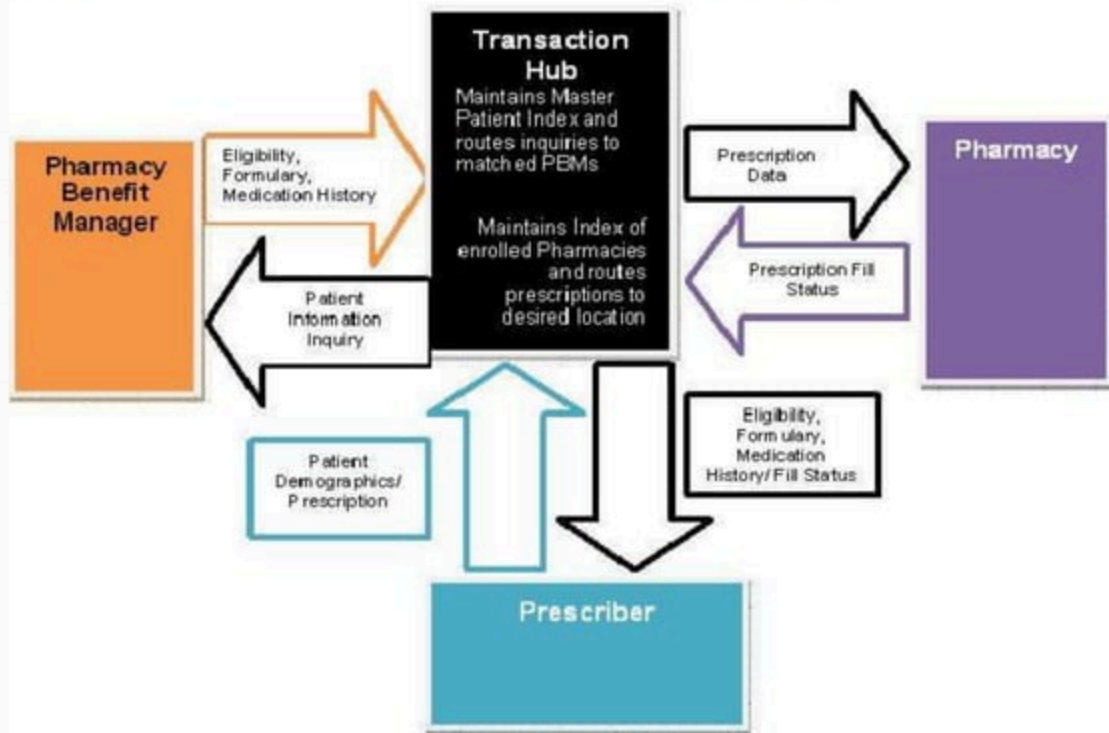 Transaction
Hub
Maintains Master
Patient Index and
routes inquiries to
matched PBMs
Maintains Index of
enrolled Pharmacies
and routes
prescriptions to
desired location
Pharmacy
Benefit
Manager
Eligibility,
Formulary,
Medication History
Patient
Information
Inquiry
Prescription
Data
Prescription Fill
Status
Pharmacy
Patient
Demographics/
Prescription
Eligibility,
Formulary,
Medication
History/Fill Status
Prescriber